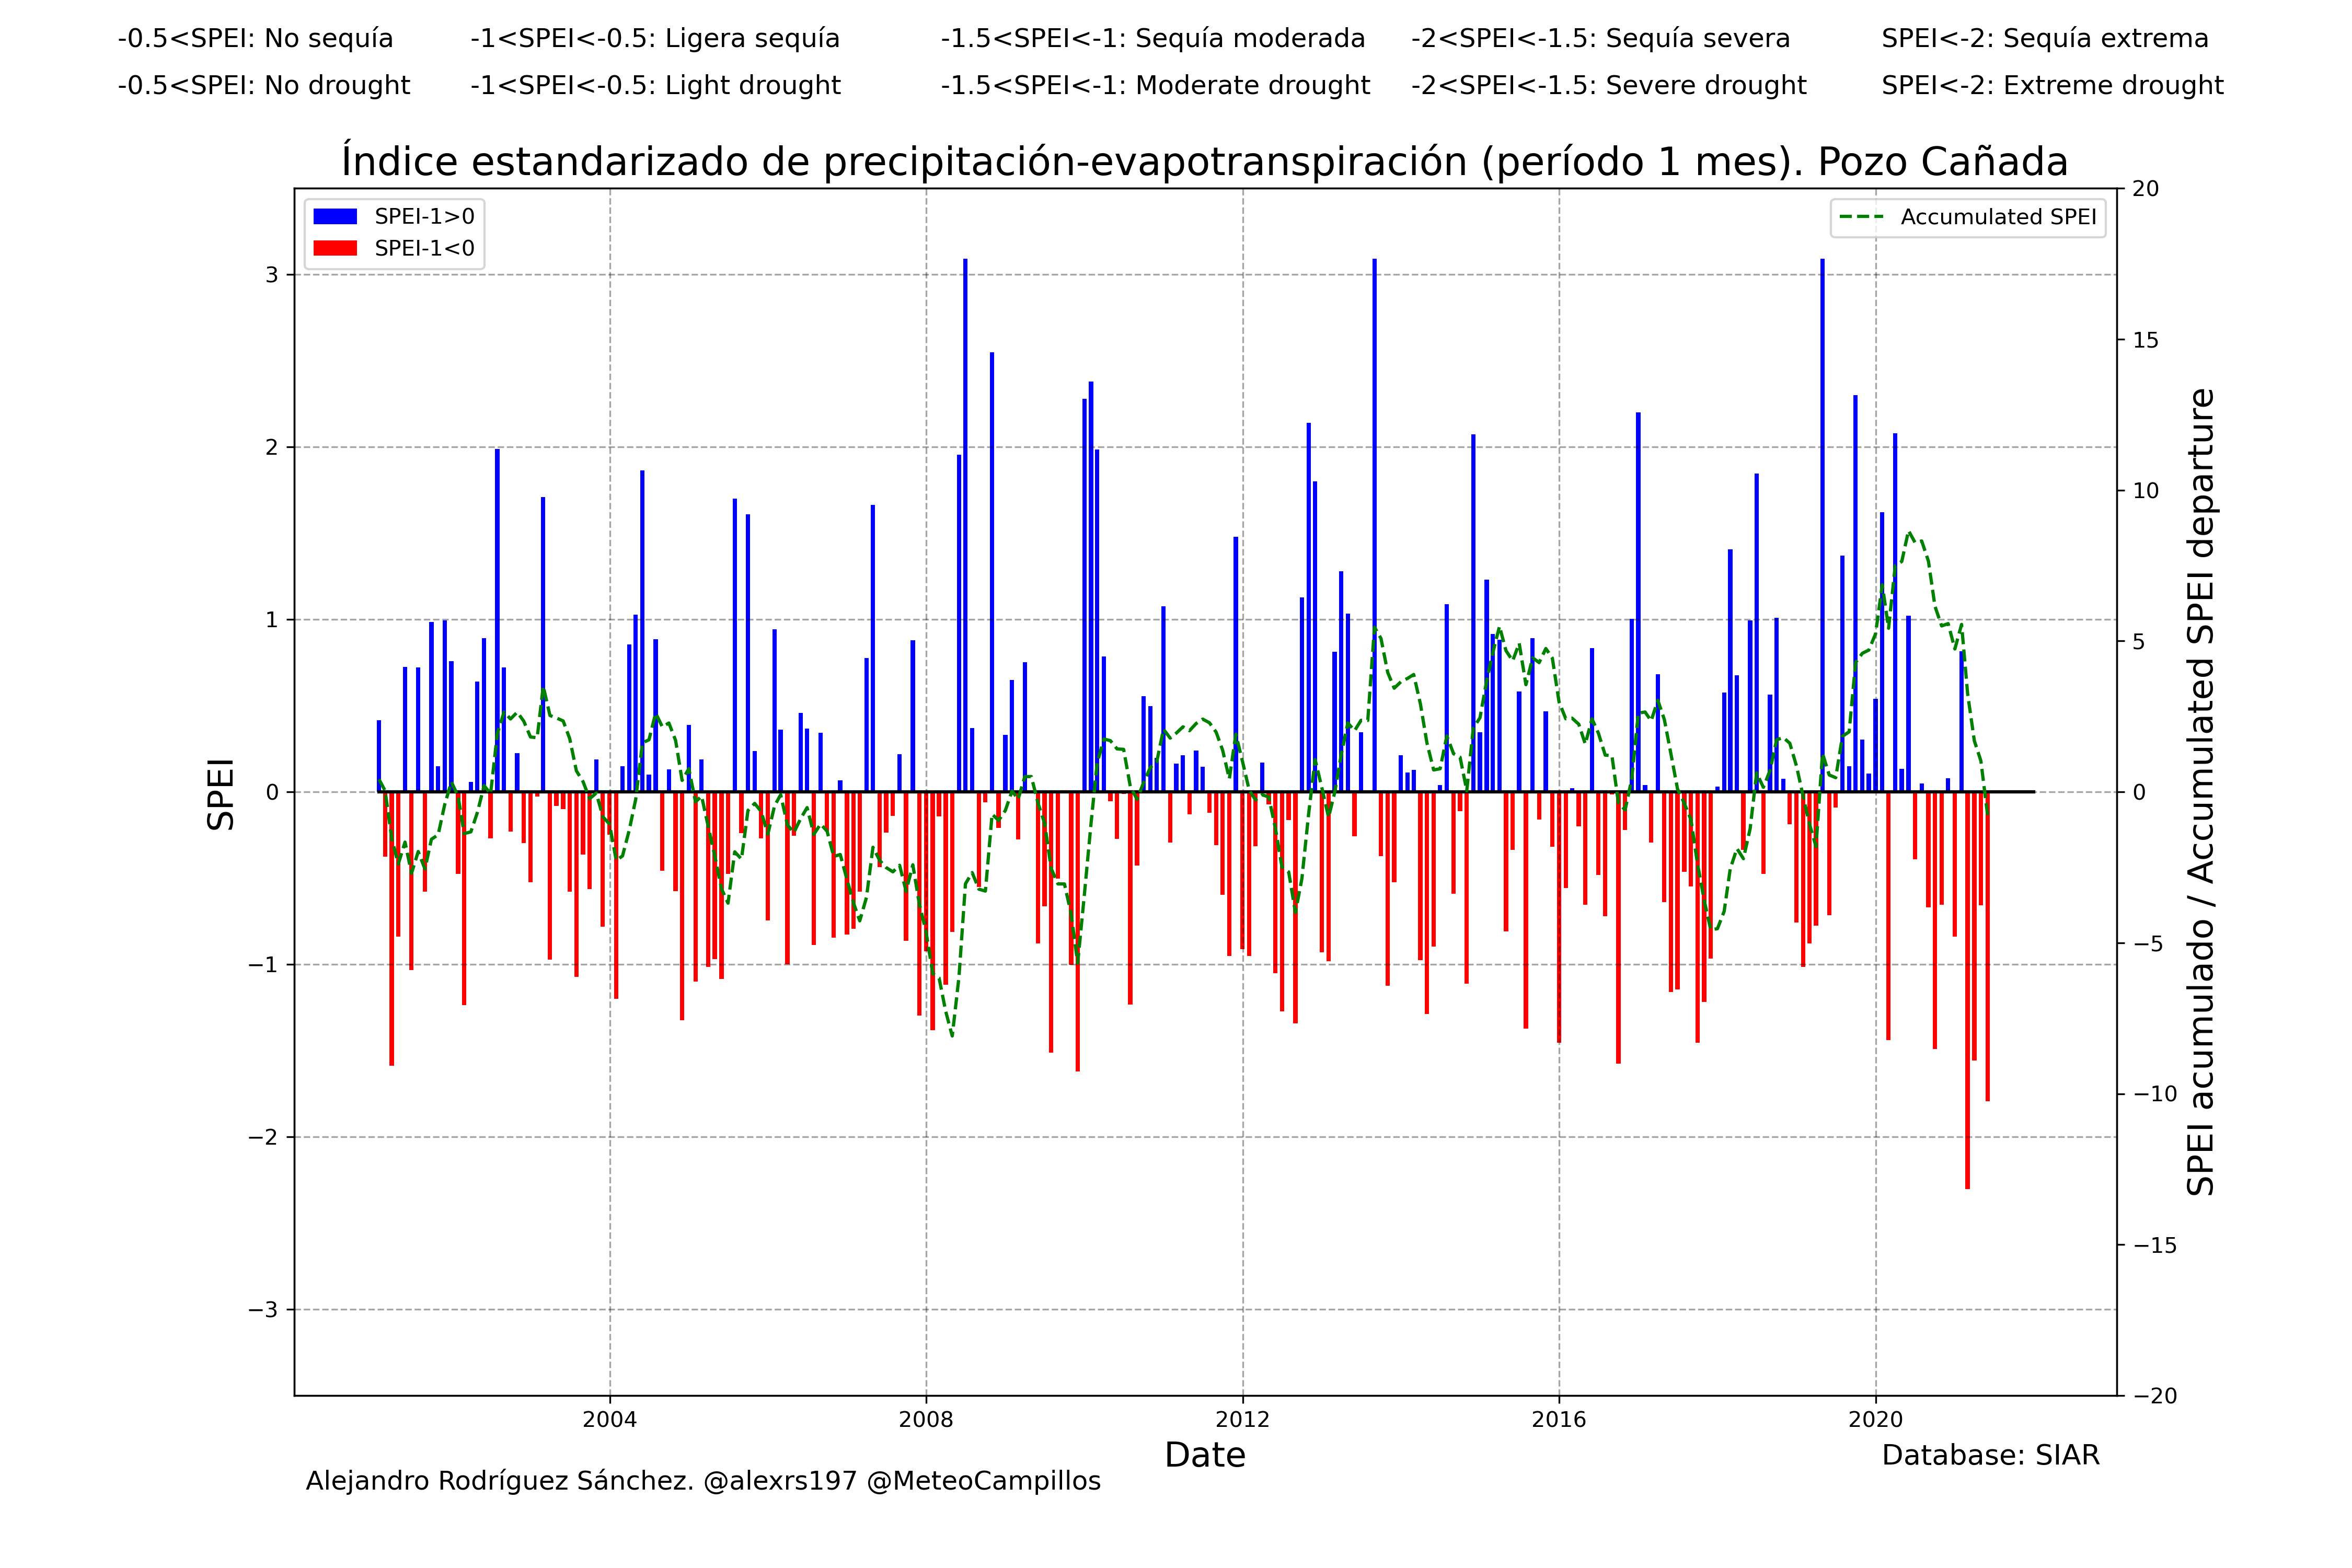 -0.5<SPEI: No sequía
-1<SPEI<-0.5: Ligera sequía
-1.5<SPEI<-1: Sequía moderada
-2<SPEI<-1.5: Sequía severa
SPEI<-2: Sequía extrema
-0.5<SPEI: No drought
-1<SPEI<-0.5: Light drought
-1.5<SPEI<-1: Moderate drought
-2<SPEI<-1.5: Severe drought
SPEI<-2: Extreme drought
Índice estandarizado de precipitación-evapotranspiración (período 1 mes). Pozo Cañada
SPEI-1>0
SPEI-1<0
Accumulated SPEI
SPEI
3
2
1
0
−1
−2
−3
20
15
10
5
0
−5
−10
−15
−20
SPEI acumulado / Accumulated SPEI departure
2004
2008
2012
2016
2020
Date
Database: SIAR
Alejandro Rodríguez Sánchez. @alexrs197 @MeteoCampillos